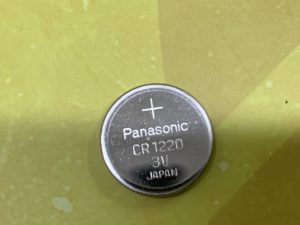 +
Panasonic
CR1220
3V
JAPAN